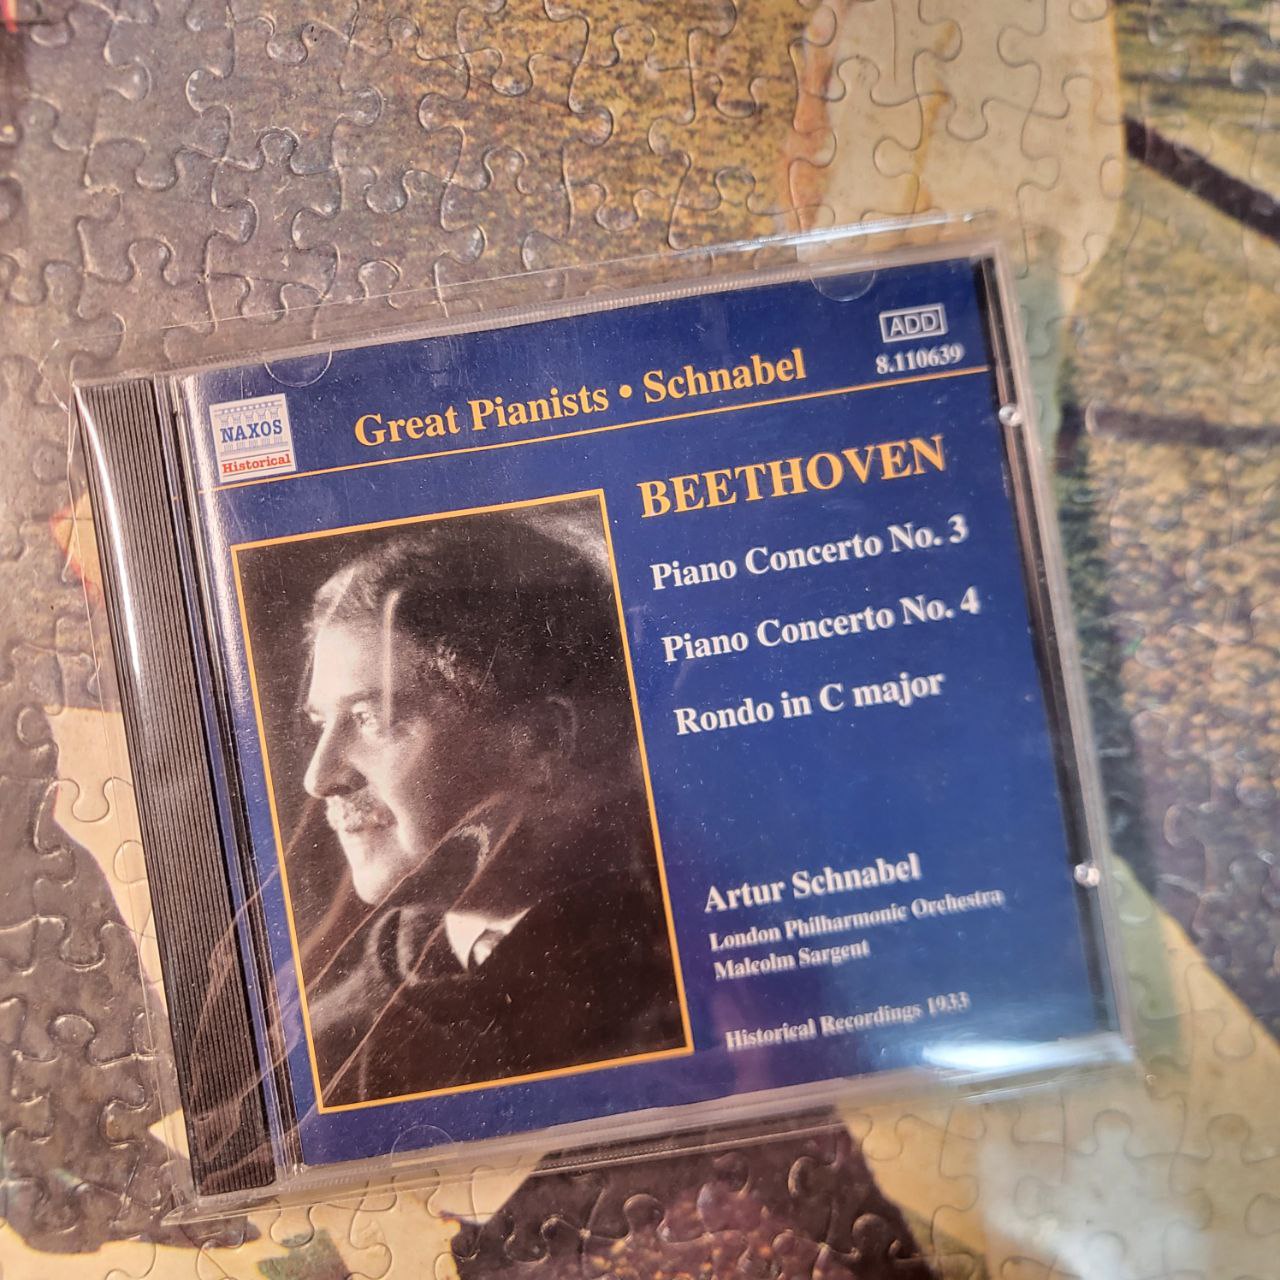 ADD
8.110639
NAXOS
Historical
Great Pianists • Schnabel
BEETHOVEN
Piano Concerto No. 3
Piano Concerto No. 4
Rondo in C major
Artur Schnabel
London Philharmonic Orchestra
Malcolm Sargent
Historical Recordings 1933